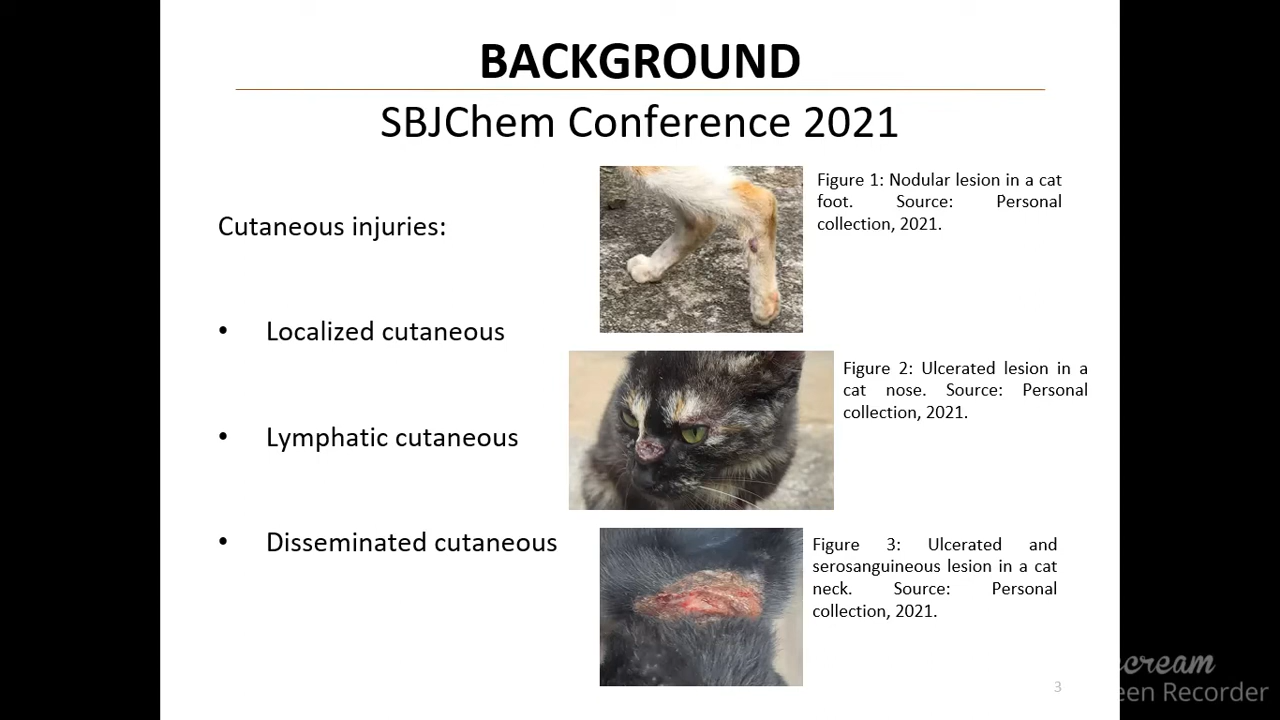 BACKGROUND
SBJChem Conference 2021
Cutaneous injuries:
• Localized cutaneous
• Lymphatic cutaneous
• Disseminated cutaneous
Figure 1: Nodular lesion in a cat
foot. Source: Personal
collection, 2021.
Figure 2: Ulcerated lesion in a
cat nose. Source: Personal
collection, 2021.
Figure 3: Ulcerated and
serosanguineous lesion in a cat
neck. Source: Personal
collection, 2021.
3
cream
een Recorder